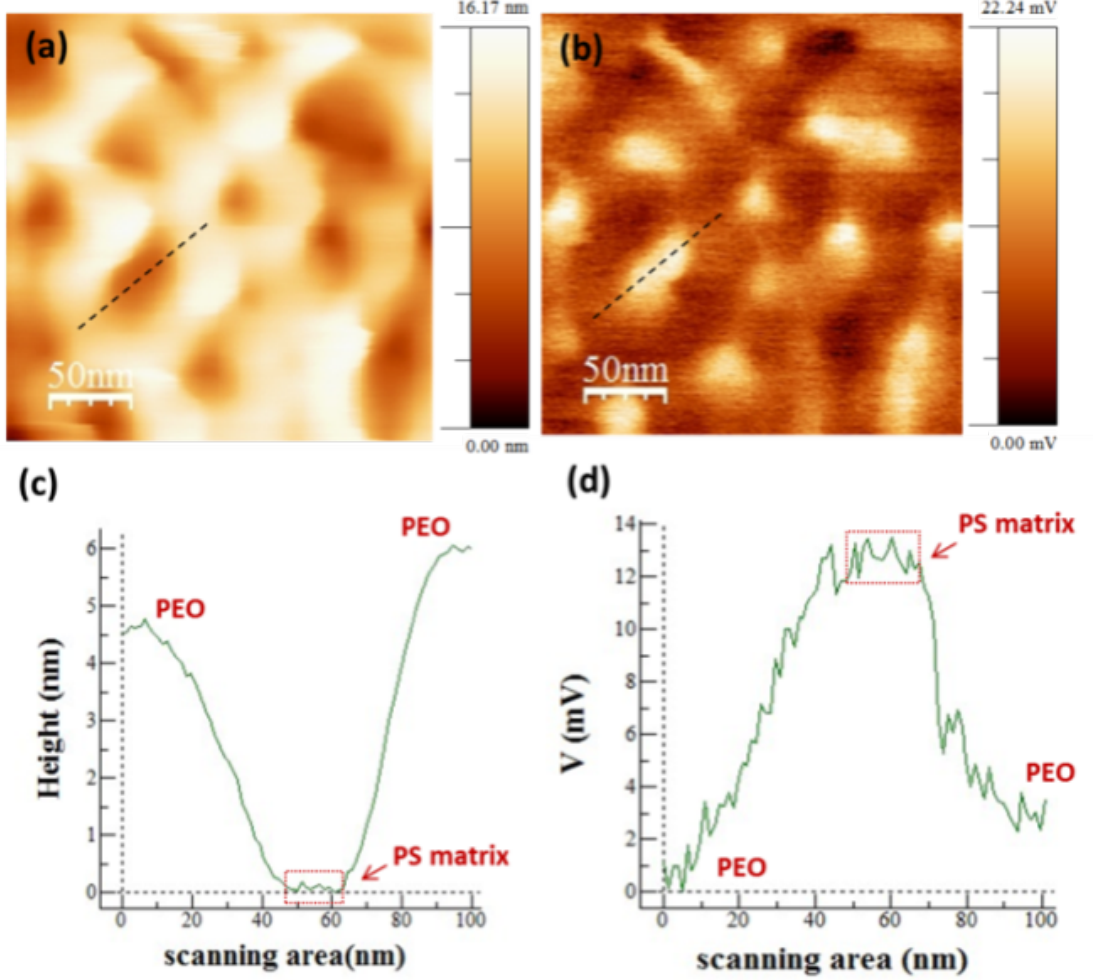 16.17 nm
22.24 mV
(a)
(b)
50nm
50nm
0.00 nm
0.00 mV
(c)
(d)
PEO
PEO
PS matrix
6
5
4
3
2
1
0
0
20
40
60
80
100
Height (nm)
scanning area(nm)
PS matrix
PEO
PEO
14
12
10
8
6
4
2
0
0
20
40
60
80
100
V (mV)
scanning area (nm)